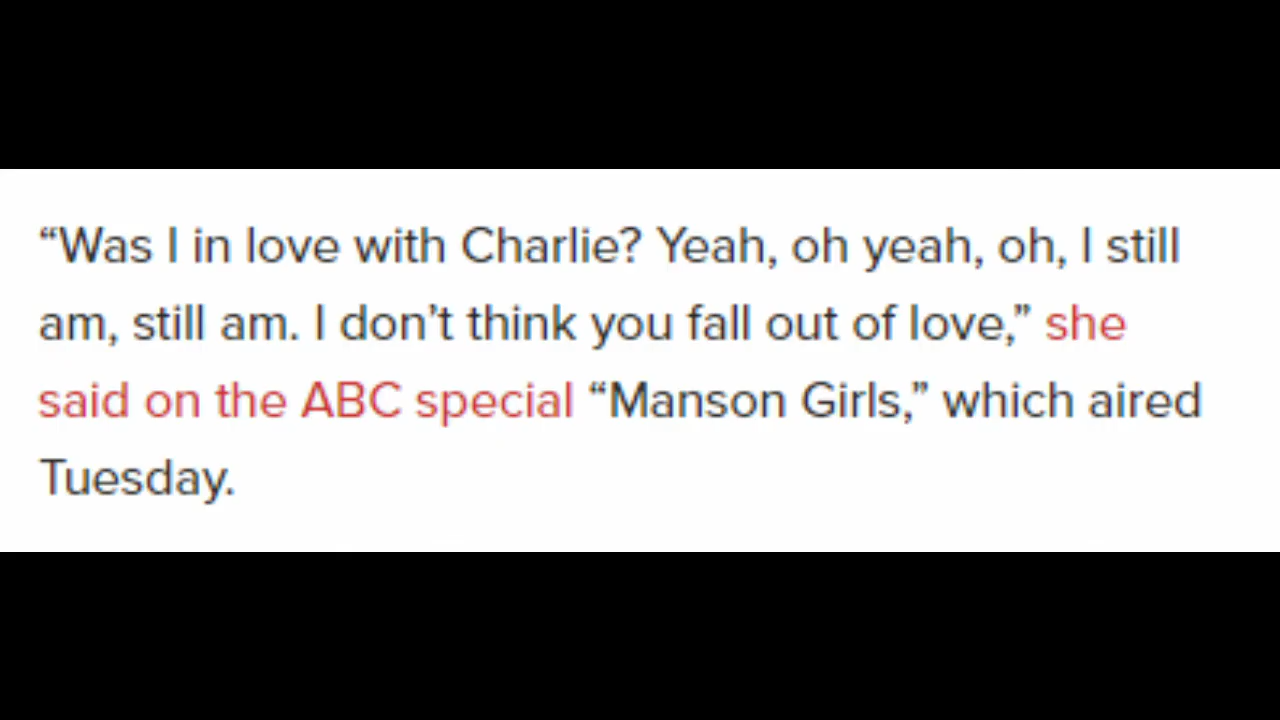 “Was I in love with Charlie? Yeah, oh yeah, oh, I still
am, still am. I don’t think you fall out of love,” she
said on the ABC special “Manson Girls,” which aired
Tuesday.